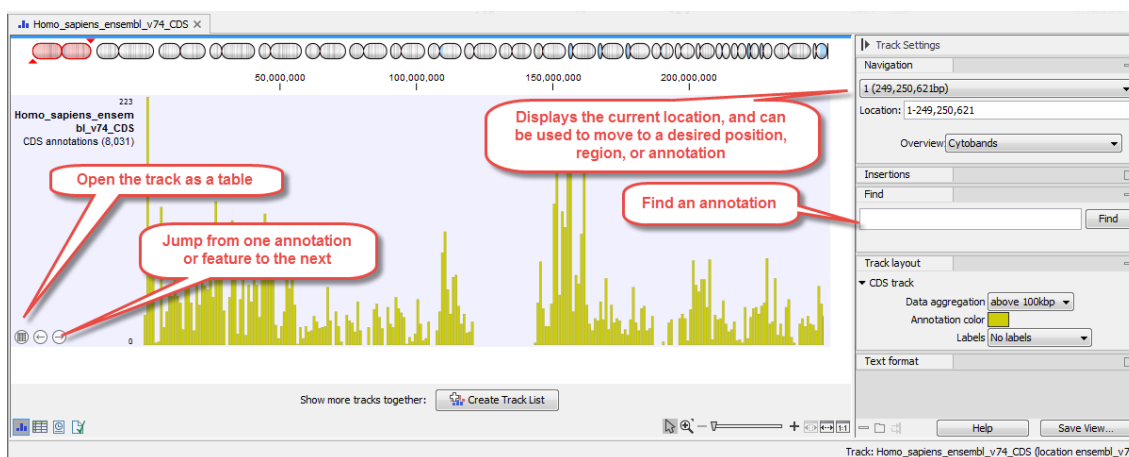 Homo_sapiens_ensembl_v74_CDS
50,000,000 100,000,000 150,000,000 200,000,000
223
Homo_sapiens_ensem
bl_v74_CDS
CDS annotations (8,031)
Open the track as a table
Jump from one annotation
or feature to the next
Displays the current location, and can
be used to move to a desired position,
region, or annotation
Find an annotation
0
Show more tracks together: Create Track List
Track Settings
Navigation
1 (249,250,621bp)
Location: 1-249,250,621
Overview Cytobands
Insertions
Find
Find
Track layout
CDS track
Data aggregation above 100kbp
Annotation color
Labels No labels
Text format
1:1
Help Save View...
Track: Homo_sapiens_ensembl_v74_CDS (location ensembl_v7